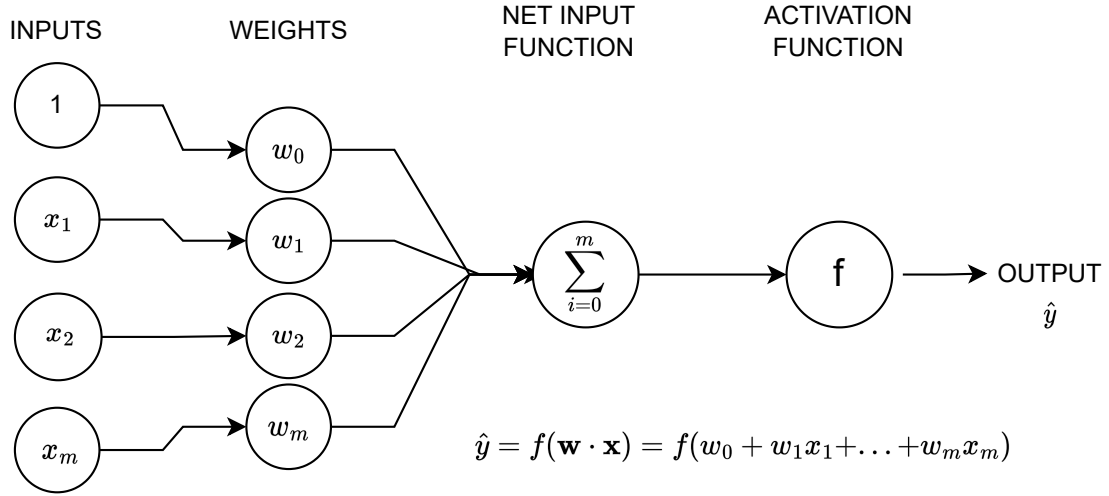 INPUTS
WEIGHTS
NET INPUT
FUNCTION
ACTIVATION
FUNCTION
1
x₁
x₂
xₘ
w₀
w₁
w₂
wₘ
m
∑
i=0
f
OUTPUT
ŷ
ŷ = f(𝐰 · 𝐱) = f(w₀ + w₁x₁+…+wₘxₘ)